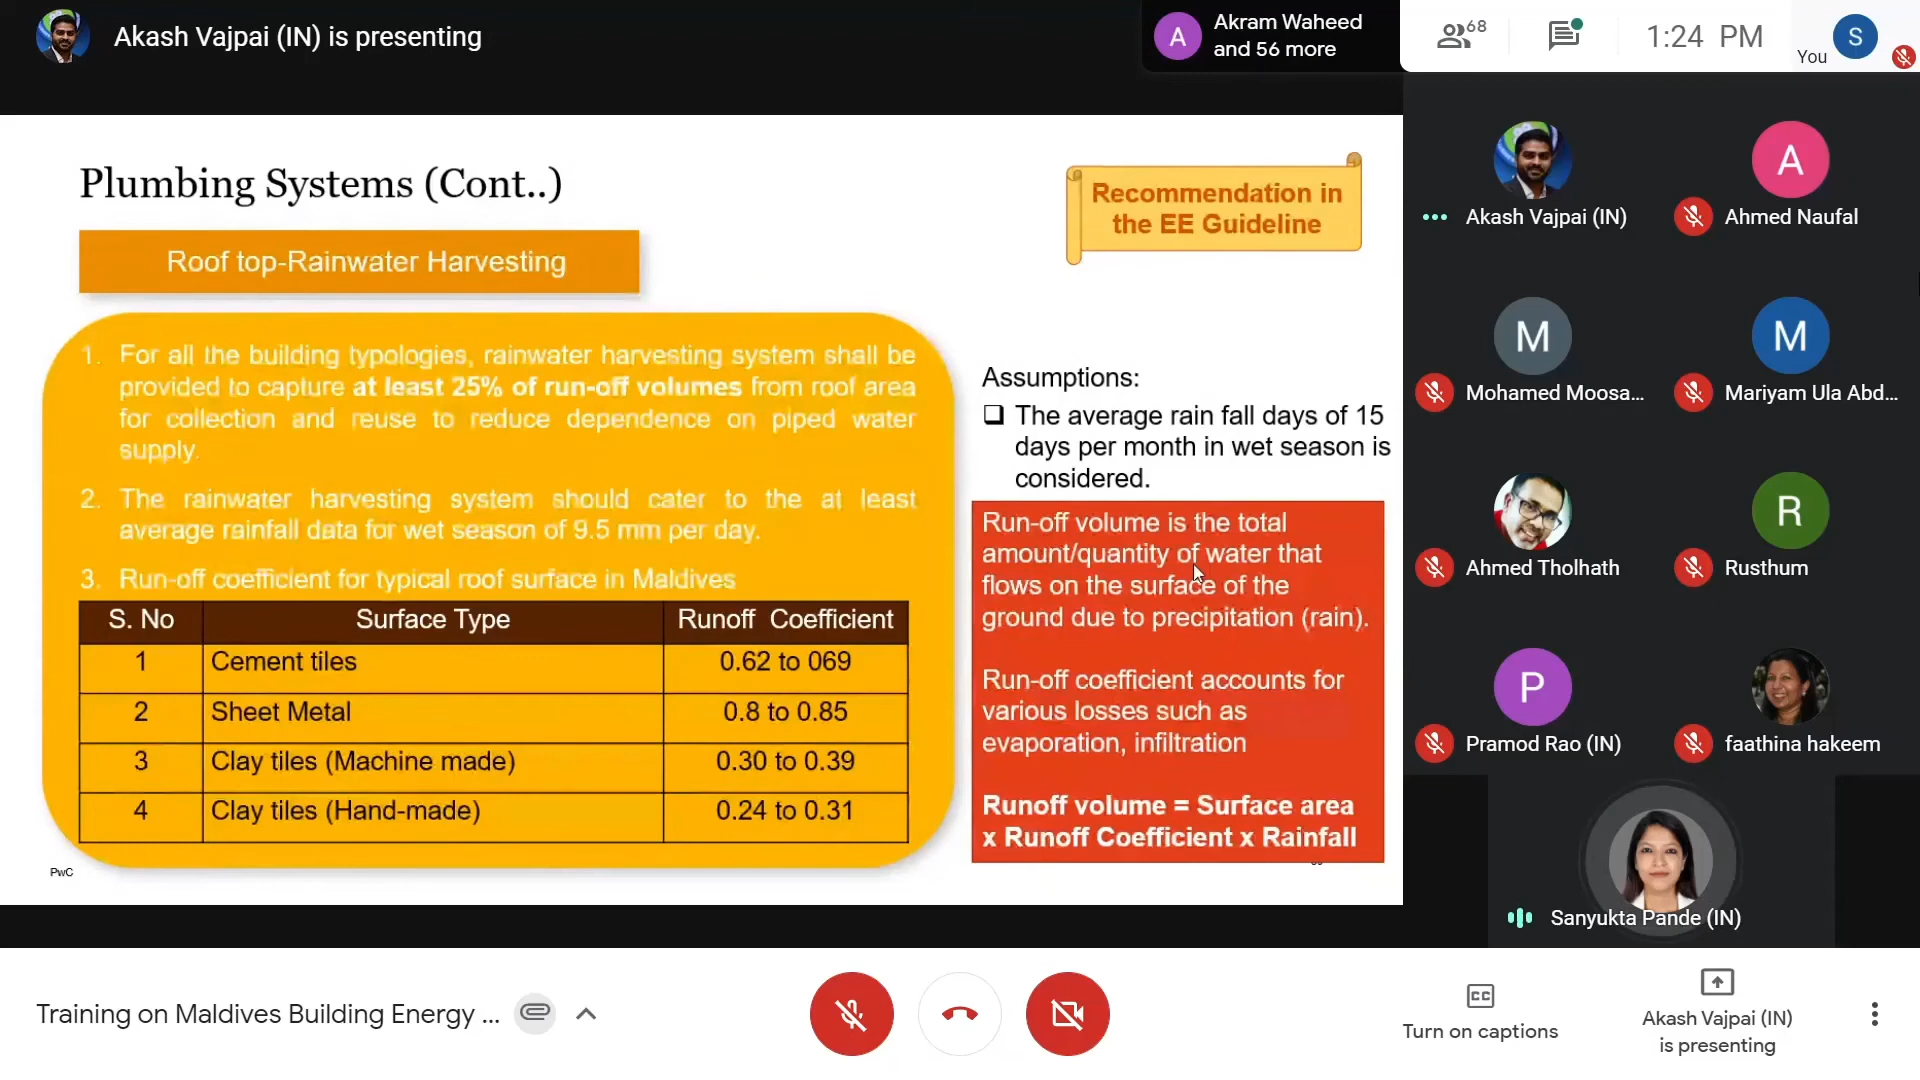 Akash Vajpai (IN) is presenting
A
Akram Waheed
and 56 more
68
1:24 PM
You
S
Plumbing Systems (Cont..)
Recommendation in
the EE Guideline
Roof top-Rainwater Harvesting
1. For all the building typologies, rainwater harvesting system shall be
provided to capture at least 25% of run-off volumes from roof area
for collection and reuse to reduce dependence on piped water
supply.
2. The rainwater harvesting system should cater to the at least
average rainfall data for wet season of 9.5 mm per day.
3. Run-off coefficient for typical roof surface in Maldives
S. No Surface Type Runoff Coefficient
1 Cement tiles 0.62 to 069
2 Sheet Metal 0.8 to 0.85
3 Clay tiles (Machine made) 0.30 to 0.39
4 Clay tiles (Hand-made) 0.24 to 0.31
PwC
Assumptions:
❑ The average rain fall days of 15
days per month in wet season is
considered.
Run-off volume is the total
amount/quantity of water that
flows on the surface of the
ground due to precipitation (rain).
Run-off coefficient accounts for
various losses such as
evaporation, infiltration
Runoff volume = Surface area
x Runoff Coefficient x Rainfall
Akash Vajpai (IN)
A
Ahmed Naufal
M
Mohamed Moosa...
M
Mariyam Ula Abd...
Ahmed Tholhath
R
Rusthum
P
Pramod Rao (IN)
faathina hakeem
Sanyukta Pande (IN)
Training on Maldives Building Energy ...
CC
Turn on captions
Akash Vajpai (IN)
is presenting